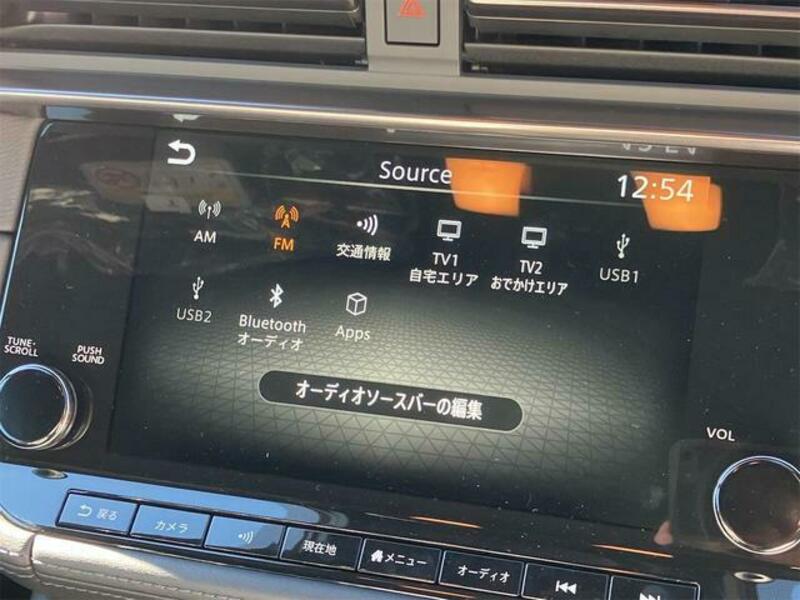 Source
12:54
AM
FM
交通情報
TV1
自宅エリア
TV2
おでかけエリア
USB1
USB2
Bluetooth
オーディオ
Apps
オーディオソースバーの編集
TUNE・
SCROLL
PUSH
SOUND
VOL
戻る
カメラ
現在地
メニュー
オーディオ